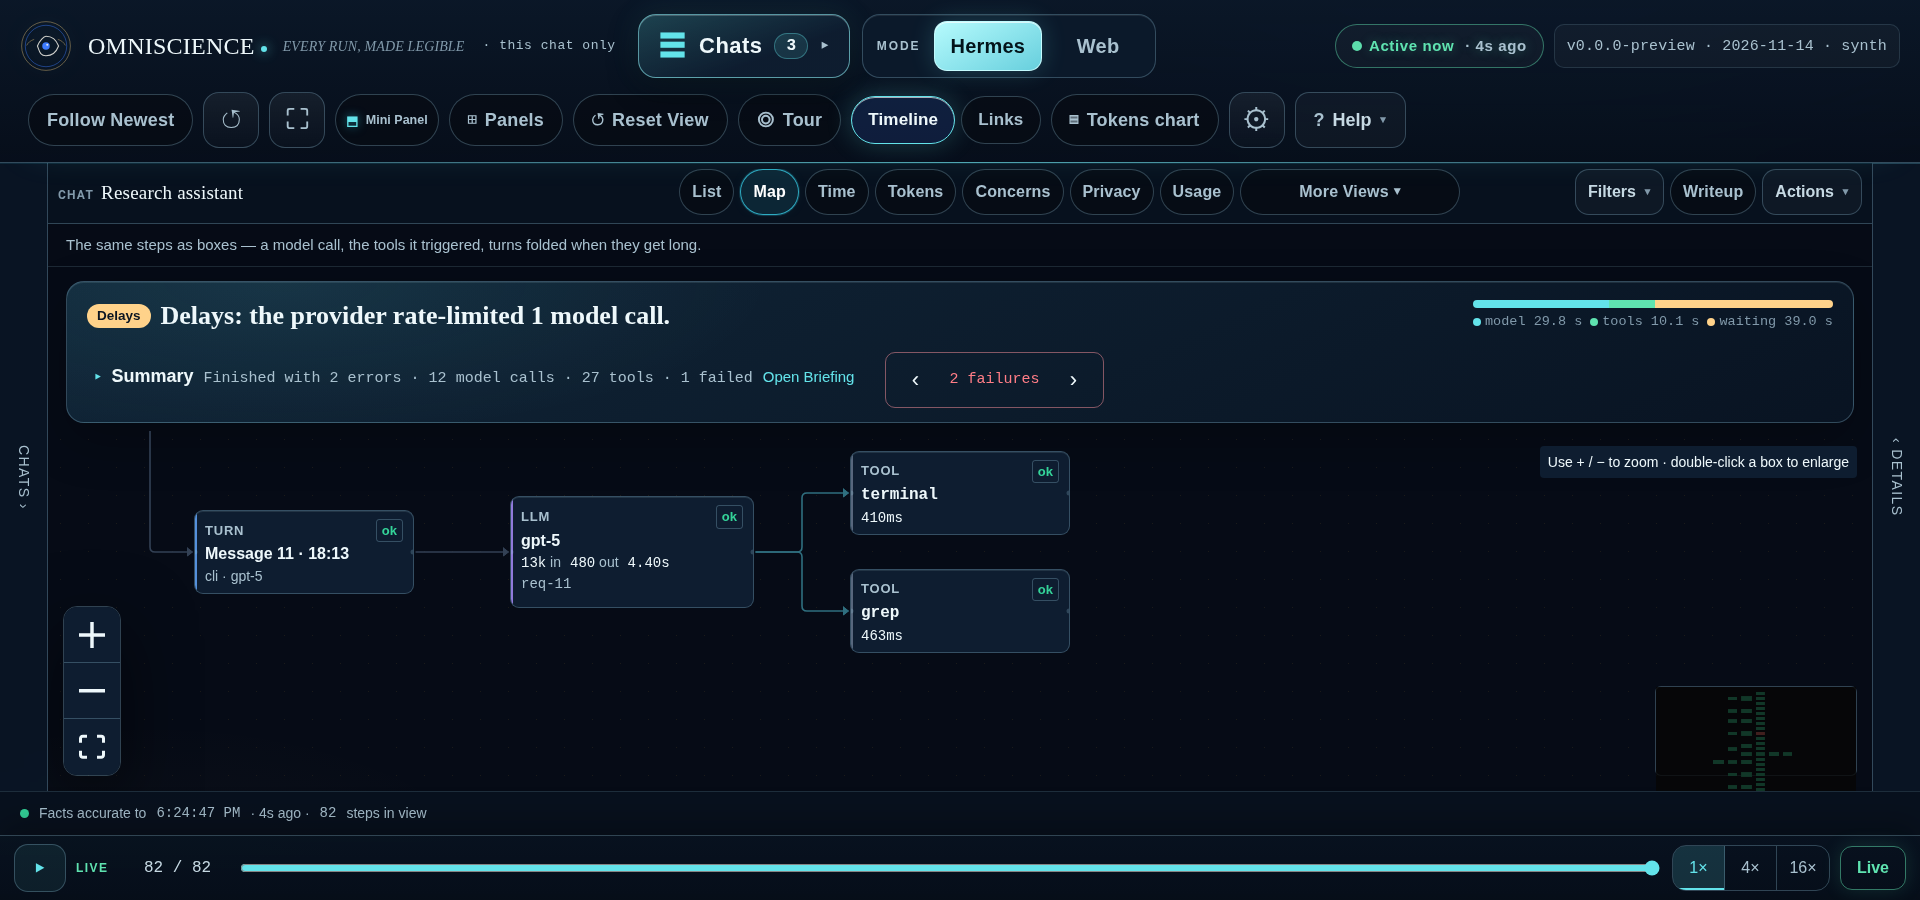 OMNISCIENCE EVERY RUN, MADE LEGIBLE · this chat only
Chats 3
MODE Hermes Web
Active now · 4s ago
v0.0.0-preview · 2026-11-14 · synth
Follow Newest
Mini Panel
Panels
Reset View
Tour
Timeline
Links
Tokens chart
? Help
CHAT Research assistant
List Map Time Tokens Concerns Privacy Usage More Views
Filters Writeup Actions
The same steps as boxes — a model call, the tools it triggered, turns folded when they get long.
Delays Delays: the provider rate-limited 1 model call.
model 29.8 s tools 10.1 s waiting 39.0 s
Summary Finished with 2 errors · 12 model calls · 27 tools · 1 failed Open Briefing
‹ 2 failures ›
CHATS ›
‹ DETAILS
Use + / − to zoom · double-click a box to enlarge
TURN ok
Message 11 · 18:13
cli · gpt-5
LLM ok
gpt-5
13k in 480 out 4.40s
req-11
TOOL ok
terminal
410ms
TOOL ok
grep
463ms
Facts accurate to 6:24:47 PM · 4s ago · 82 steps in view
LIVE 82 / 82
1× 4× 16× Live